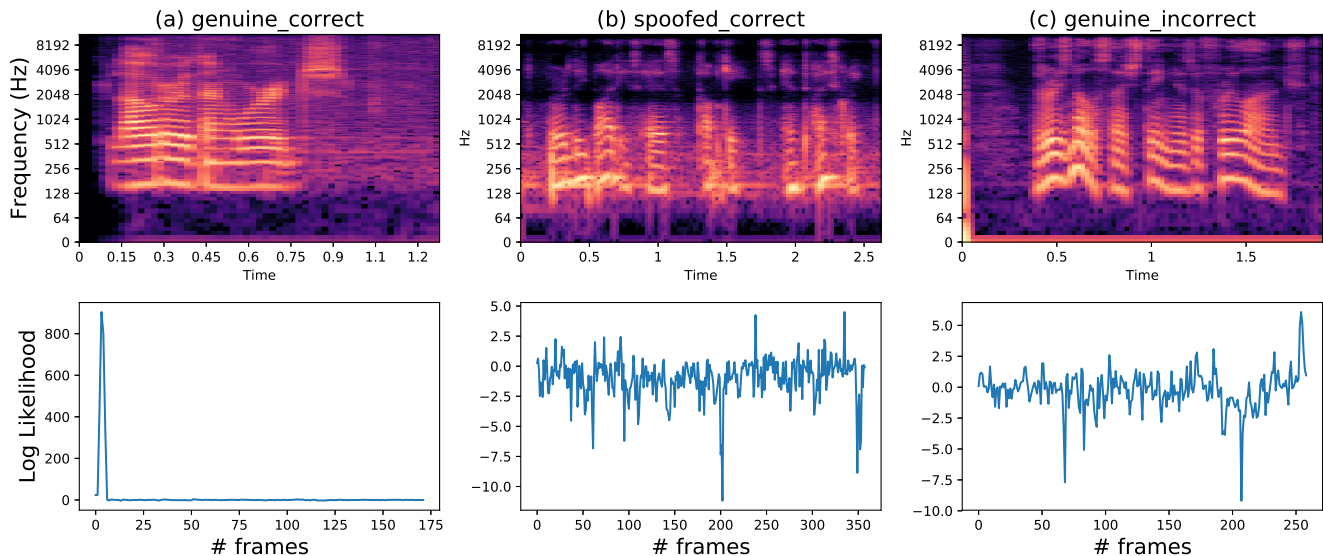 (a) genuine_correct
(b) spoofed_correct
(c) genuine_incorrect
Frequency (Hz)
8192
4096
2048
1024
512
256
128
64
0
0 0.15 0.3 0.45 0.6 0.75 0.9 1.1 1.2
Time
Hz
8192
4096
2048
1024
512
256
128
64
0
0 0.5 1 1.5 2 2.5
Time
Hz
8192
4096
2048
1024
512
256
128
64
0
0 0.5 1 1.5
Time
Log Likelihood
800
600
400
200
0
0 25 50 75 100 125 150 175
# frames
5.0
2.5
0.0
−2.5
−5.0
−7.5
−10.0
0 50 100 150 200 250 300 350
# frames
5.0
2.5
0.0
−2.5
−5.0
−7.5
−10.0
0 50 100 150 200 250
# frames